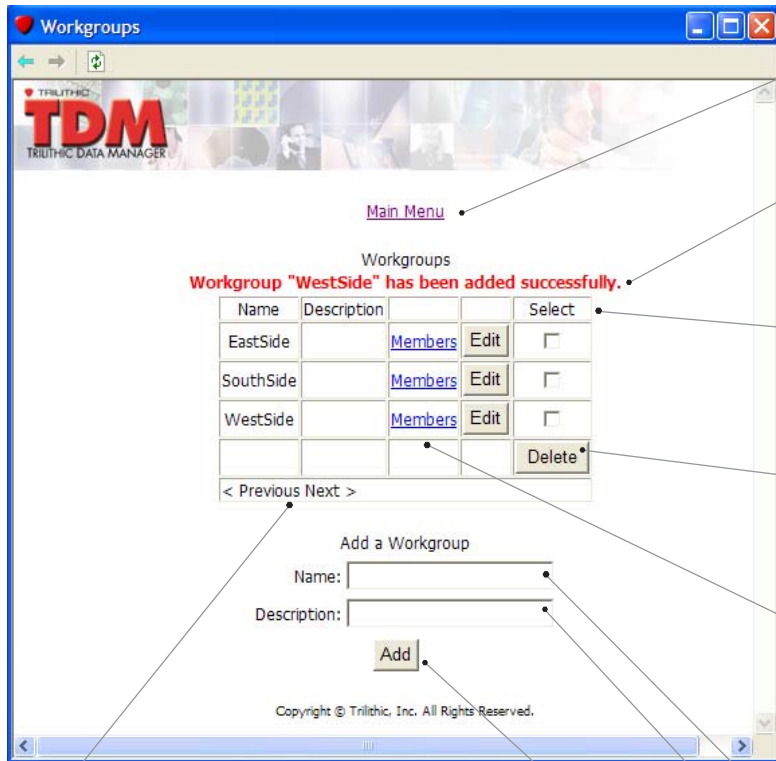 Workgroups
TRILITHIC
TDM
TRILITHIC DATA MANAGER
Main Menu
Workgroups
Workgroup "WestSide" has been added successfully.
Name Description Select
EastSide Members Edit
SouthSide Members Edit
WestSide Members Edit
Delete
< Previous Next >
Add a Workgroup
Name:
Description:
Add
Copyright © Trilithic, Inc. All Rights Reserved.